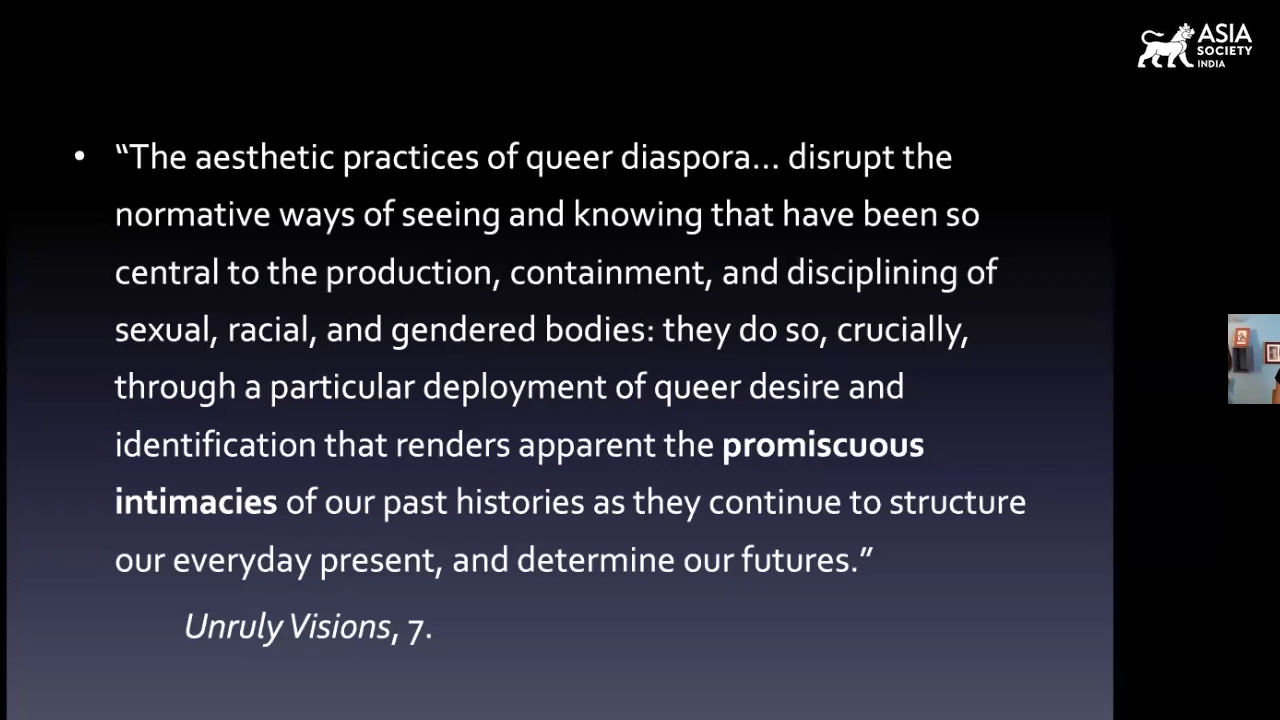 ASIA
SOCIETY
INDIA
• “The aesthetic practices of queer diaspora... disrupt the
normative ways of seeing and knowing that have been so
central to the production, containment, and disciplining of
sexual, racial, and gendered bodies: they do so, crucially,
through a particular deployment of queer desire and
identification that renders apparent the promiscuous
intimacies of our past histories as they continue to structure
our everyday present, and determine our futures.”
Unruly Visions, 7.